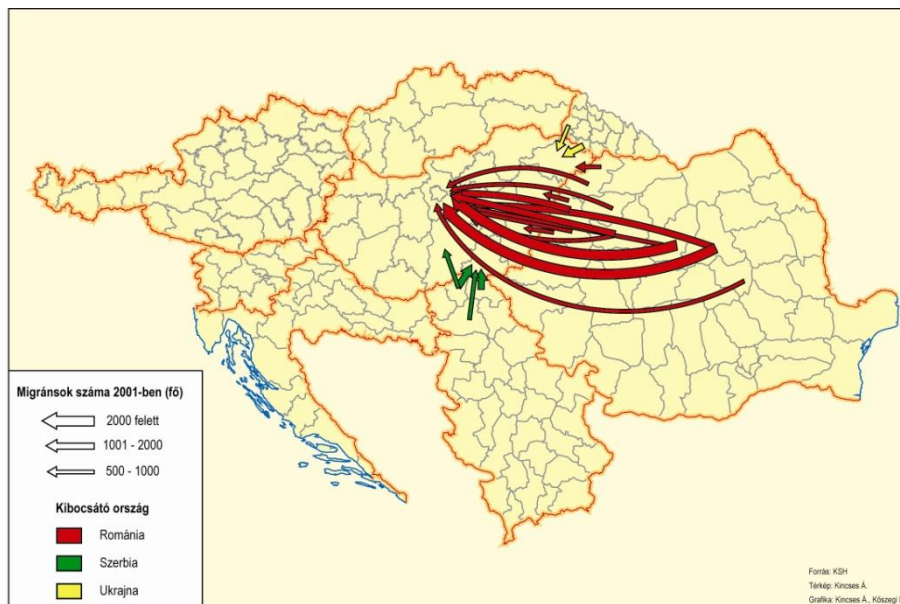 Migránsok száma 2001-ben (fő)
2000 felett
1001 - 2000
500 - 1000
Kibocsátó ország
Románia
Szerbia
Ukrajna
Forrás: KSH
Térkép: Kincses Á.
Grafika: Kincses Á., Kőszegi